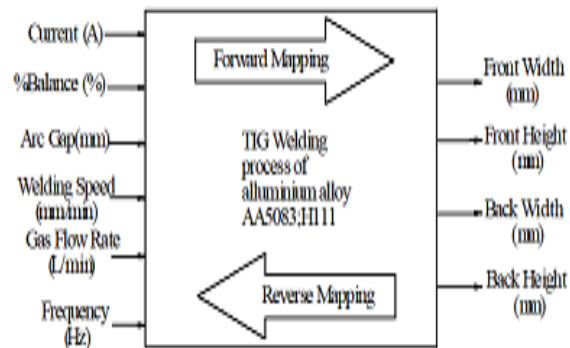 Current (A)
%Balance (%)
Arc Gap(mm)
Welding Speed
(mm/min)
Gas Flow Rate
(L/min)
Frequency
(Hz)
Forward Mapping
TIG Welding
process of
alluminium alloy
AA5083;H111
Reverse Mapping
Front Width
(mm)
Front Height
(mm)
Back Width
(mm)
Back Height
(mm)